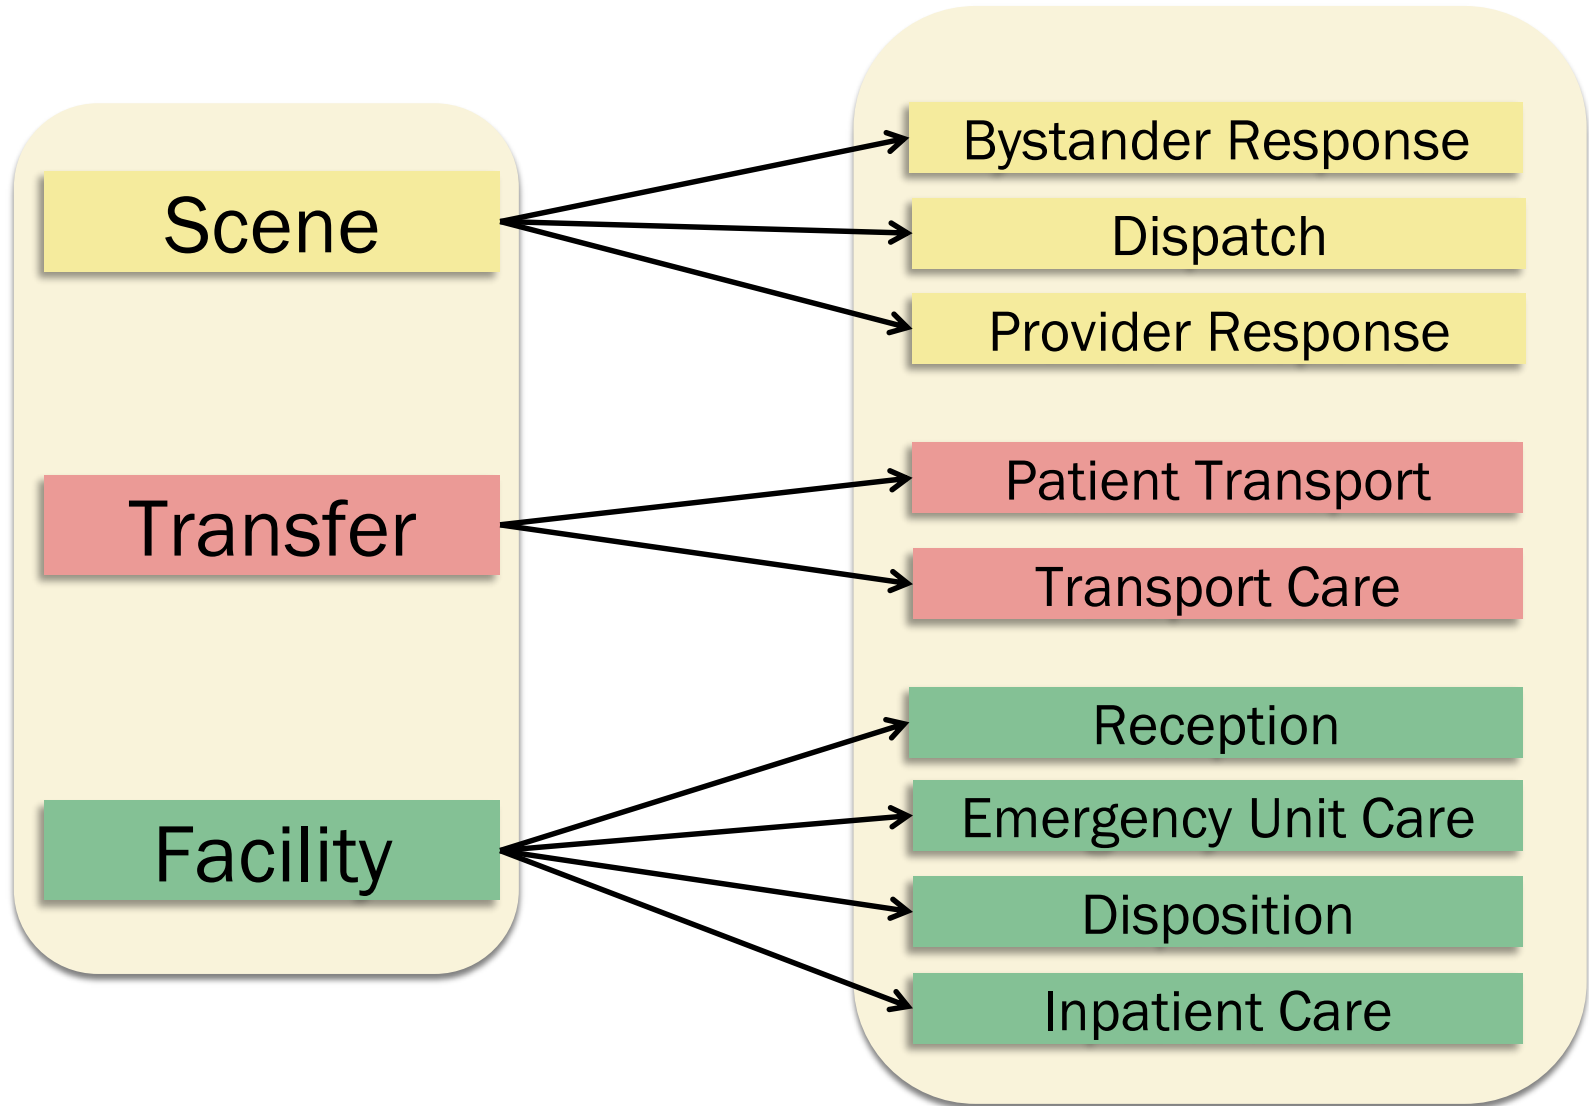 Scene
Transfer
Facility
Bystander Response
Dispatch
Provider Response
Patient Transport
Transport Care
Reception
Emergency Unit Care
Disposition
Inpatient Care